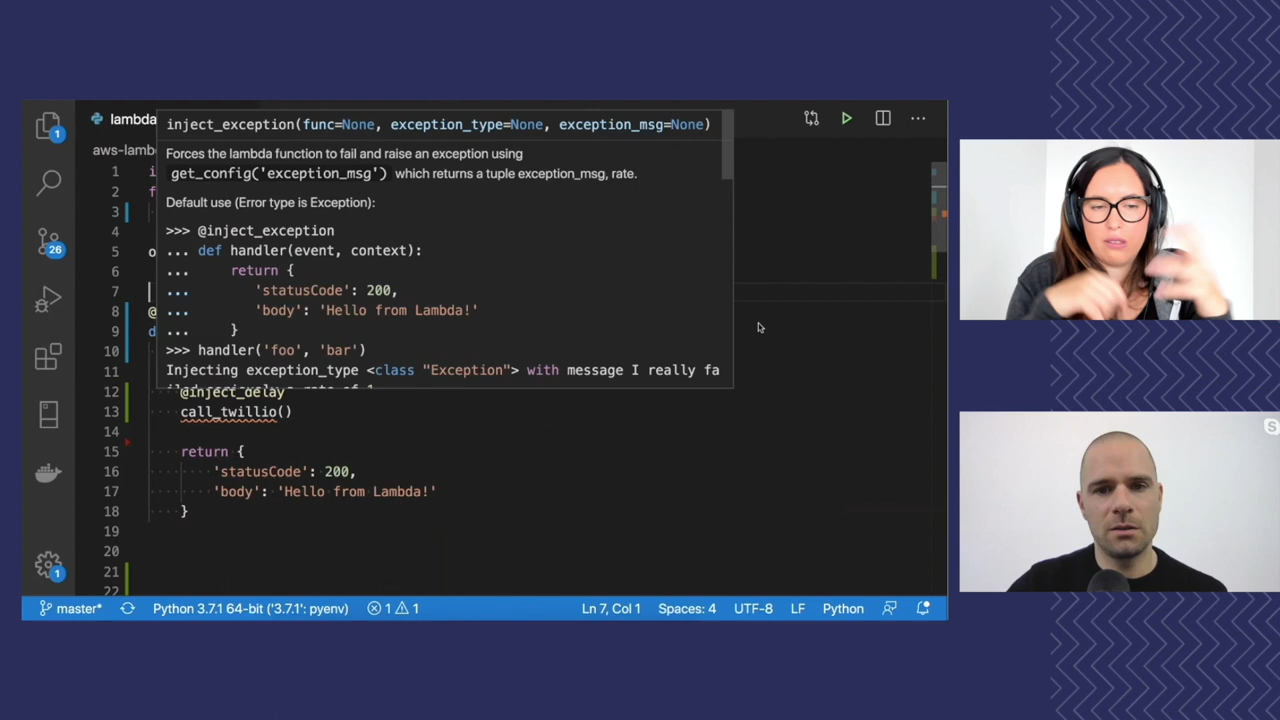 1
lambda
inject_exception(func=None, exception_type=None, exception_msg=None)
aws-lamb
Forces the lambda function to fail and raise an exception using
get_config('exception_msg') which returns a tuple exception_msg, rate.
Default use (Error type is Exception):
>>> @inject_exception
... def handler(event, context):
... return {
... 'statusCode': 200,
... 'body': 'Hello from Lambda!'
... }
>>> handler('foo', 'bar')
Injecting exception_type <class "Exception"> with message I really fa
1 i
2 f
3
4
5 o
6
7
8 @
9 d
10
11
12 @inject_delay
13 call_twillio()
14
15 return {
16 'statusCode': 200,
17 'body': 'Hello from Lambda!'
18 }
19
20
21
22
26
1
master*
Python 3.7.1 64-bit ('3.7.1': pyenv)
1 1
Ln 7, Col 1
Spaces: 4
UTF-8
LF
Python
S